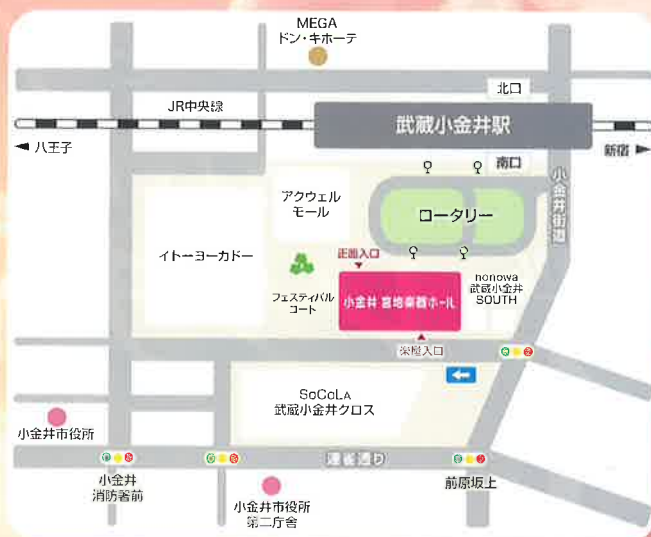 MEGA
ドン・キホーテ
北口
JR中央線
武蔵小金井駅
八王子
新宿
南口
小金井街道
アクウェル
モール
ロータリー
イトーヨーカドー
正面入口
フェスティバル
コート
小金井 宮地楽器ホール
nonowa
武蔵小金井
SOUTH
楽屋入口
SoCoLA
武蔵小金井クロス
小金井市役所
連雀通り
小金井
消防署前
前原坂上
小金井市役所
第二庁舎